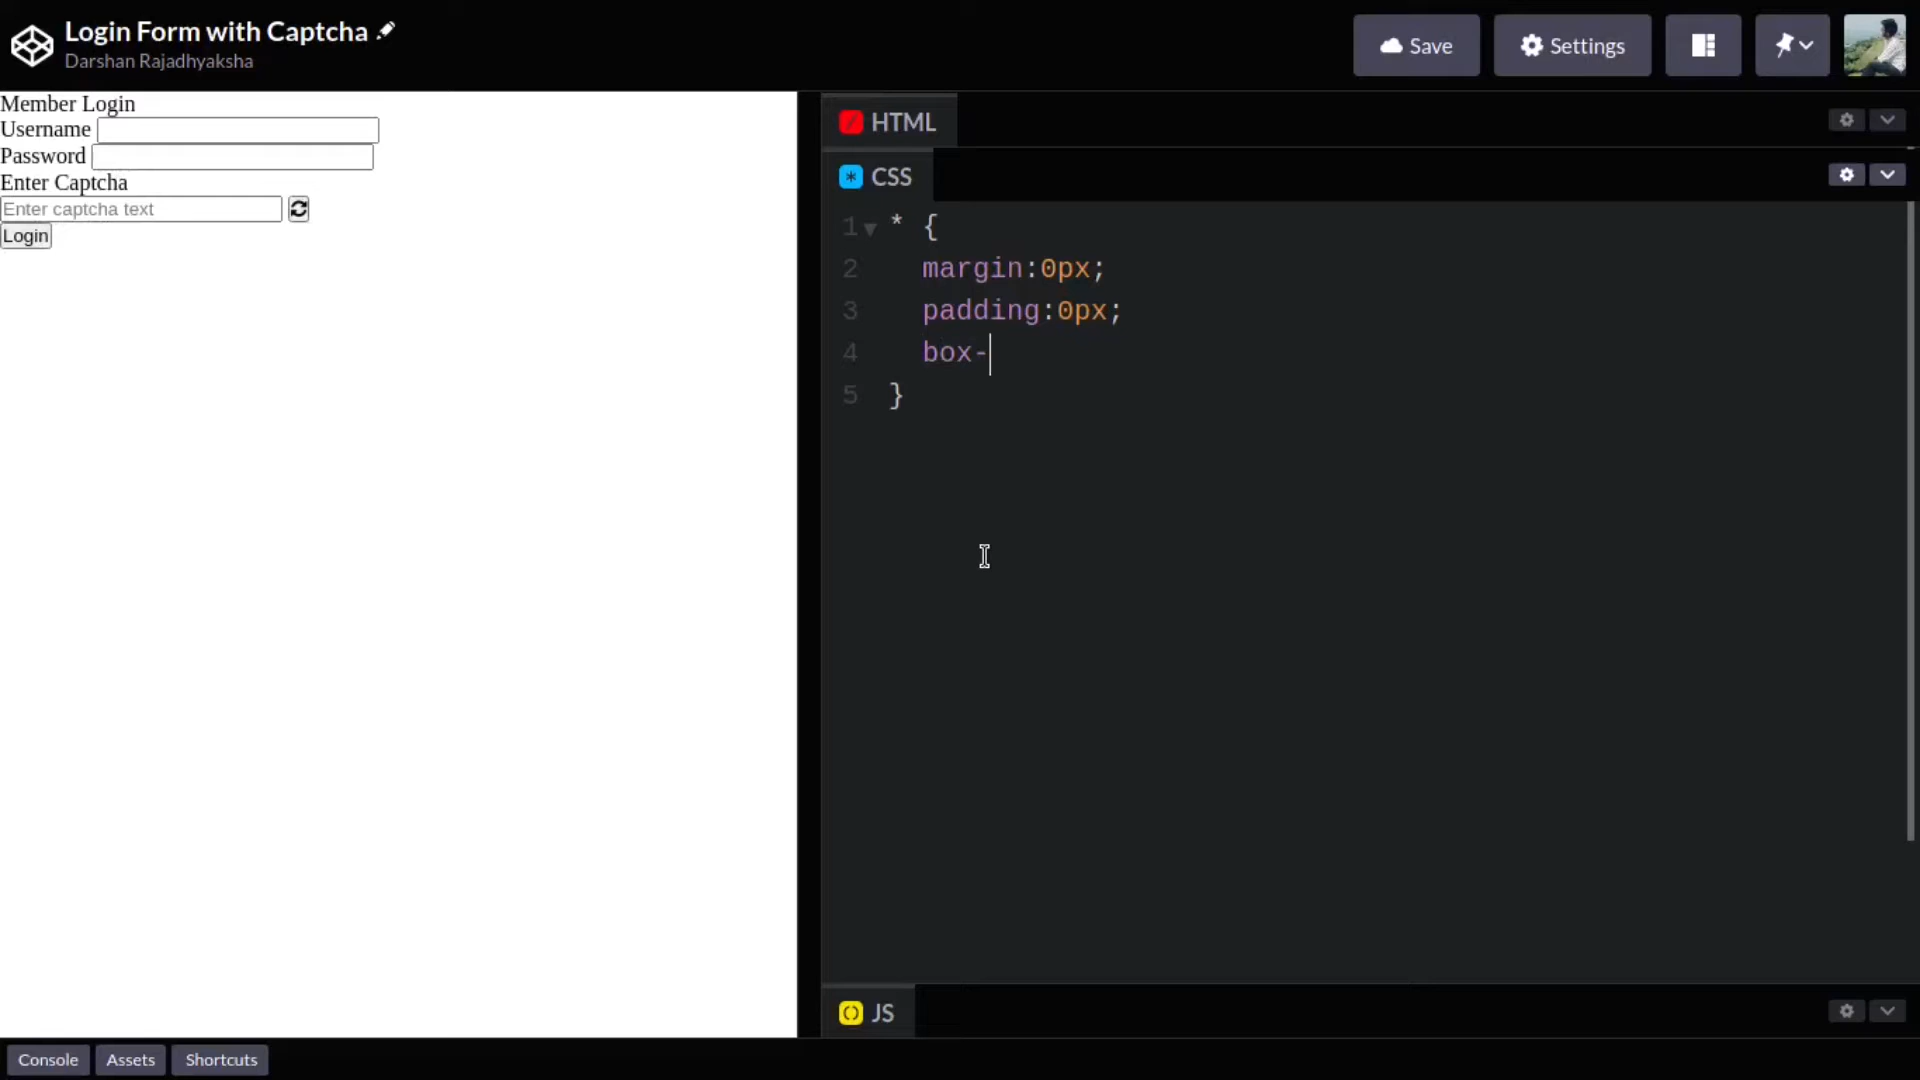 Login Form with Captcha
Darshan Rajadhyaksha
Save
Settings
Member Login
Username
Password
Enter Captcha
Enter captcha text
Login
HTML
CSS
1 * {
2 margin:0px;
3 padding:0px;
4 box-
5 }
JS
Console
Assets
Shortcuts